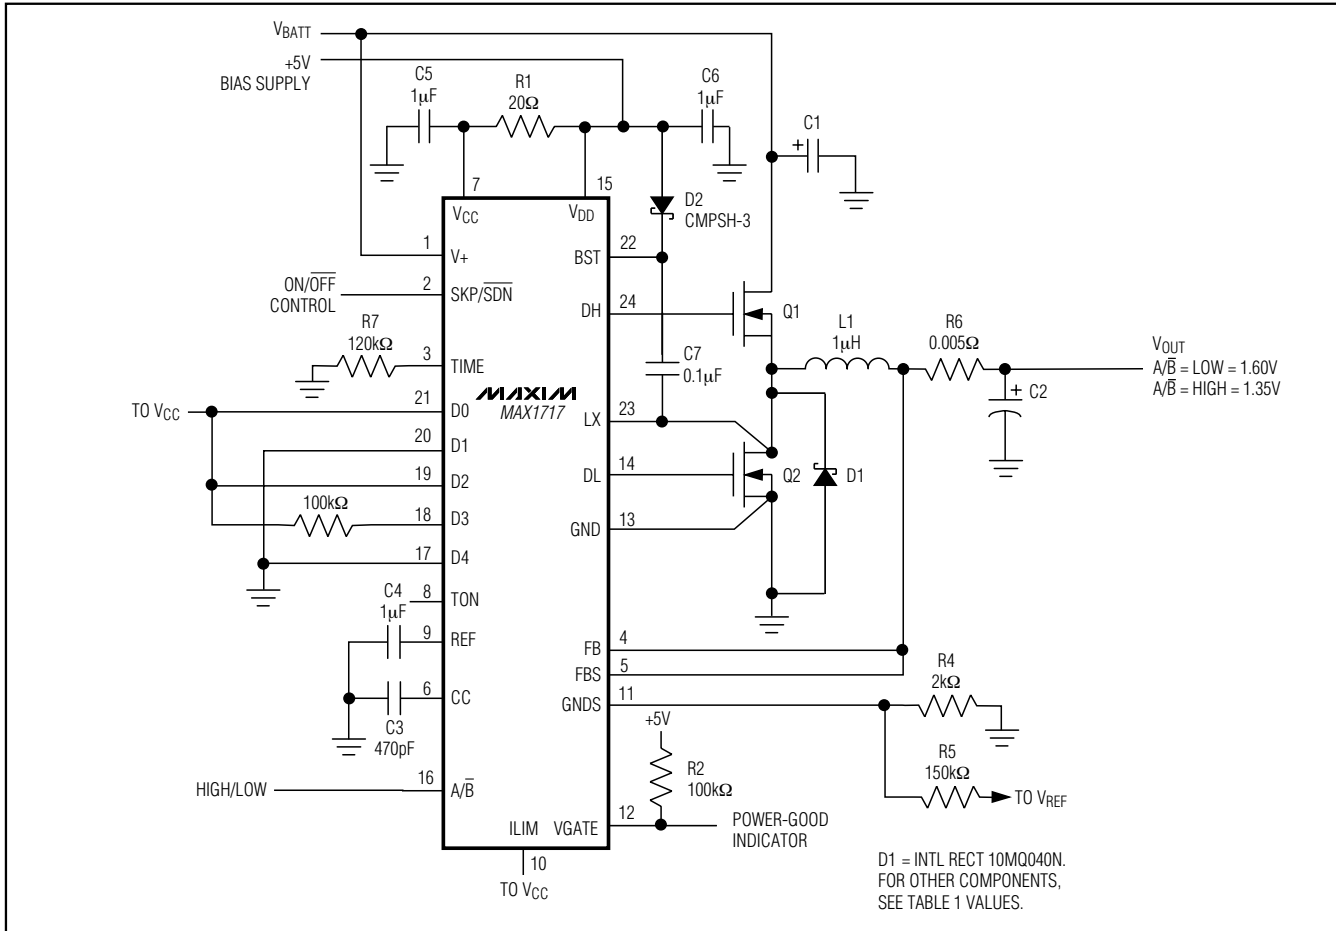 VBATT
+5V
BIAS SUPPLY
C5
1μF
R1
20Ω
C6
1μF
C1
+
7
15
VCC
VDD
D2
CMPSH-3
1
V+
BST
22
ON/O̅F̅F̅
CONTROL
2
SKP/S̅D̅N̅
DH
24
Q1
R7
120kΩ
3
TIME
L1
1μH
R6
0.005Ω
VOUT
A/B̅ = LOW = 1.60V
A/B̅ = HIGH = 1.35V
C7
0.1μF
MAXIM
MAX1717
+
C2
TO VCC
21
D0
LX
23
20
D1
19
D2
DL
14
Q2
D1
100kΩ
18
D3
GND
13
17
D4
C4
1μF
8
TON
9
REF
FB
4
FBS
5
6
CC
GNDS
11
R4
2kΩ
C3
470pF
+5V
R2
100kΩ
R5
150kΩ
TO VREF
HIGH/LOW
16
A/B̅
ILIM
VGATE
12
POWER-GOOD
INDICATOR
10
TO VCC
D1 = INTL RECT 10MQ040N.
FOR OTHER COMPONENTS,
SEE TABLE 1 VALUES.